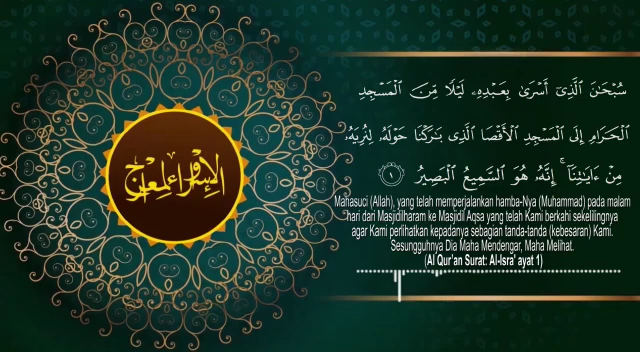 الإسراء والمعراج
سُبْحَٰنَ ٱلَّذِىٓ أَسْرَىٰ بِعَبْدِهِۦ لَيْلًا مِّنَ ٱلْمَسْجِدِ
ٱلْحَرَامِ إِلَى ٱلْمَسْجِدِ ٱلْأَقْصَا ٱلَّذِى بَٰرَكْنَا حَوْلَهُۥ لِنُرِيَهُۥ
مِنْ ءَايَٰتِنَآ ۚ إِنَّهُۥ هُوَ ٱلسَّمِيعُ ٱلْبَصِيرُ ١
Mahasuci (Allah), yang telah memperjalankan hamba-Nya (Muhammad) pada malam
hari dari Masjidilharam ke Masjidil Aqsa yang telah Kami berkahi sekelilingnya
agar Kami perlihatkan kepadanya sebagian tanda-tanda (kebesaran) Kami.
Sesungguhnya Dia Maha Mendengar, Maha Melihat.
(Al Qur'an Surat: Al-Isra' ayat 1)